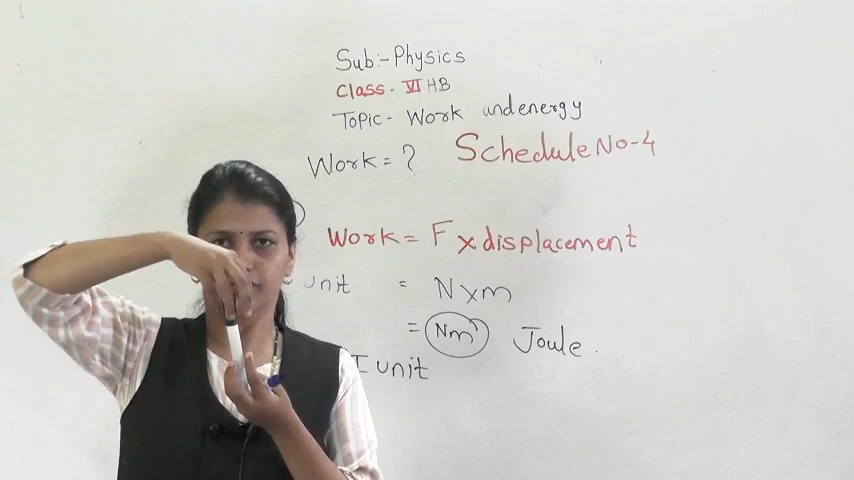 Sub:- Physics
Class - VI HB
Topic - Work and energy
Work = ?
Schedule No-4
Work = F x displacement
unit = N x m
= Nm Joule.
I unit